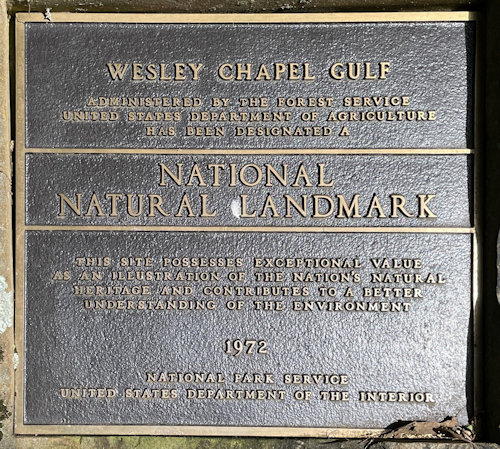 WESLEY CHAPEL GULF
ADMINISTERED BY THE FOREST SERVICE
UNITED STATES DEPARTMENT OF AGRICULTURE
HAS BEEN DESIGNATED A
NATIONAL
NATURAL LANDMARK
THIS SITE POSSESSES EXCEPTIONAL VALUE
AS AN ILLUSTRATION OF THE NATION'S NATURAL
HERITAGE AND CONTRIBUTES TO A BETTER
UNDERSTANDING OF THE ENVIRONMENT
1972
NATIONAL PARK SERVICE
UNITED STATES DEPARTMENT OF THE INTERIOR